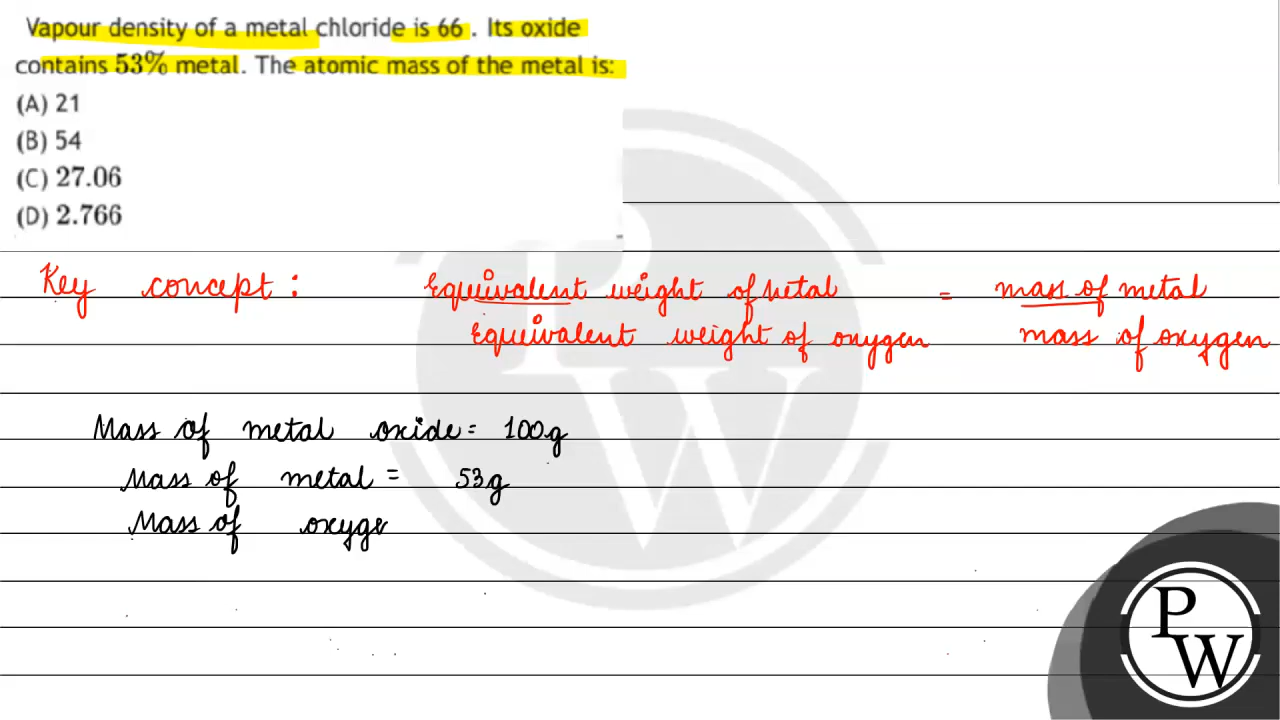 Vapour density of a metal chloride is 66 . Its oxide
contains 53% metal. The atomic mass of the metal is:
(A) 21
(B) 54
(C) 27.06
(D) 2.766
Key concept : Equivalent weight of Metal = mass of metal
Equivalent weight of oxygen mass of oxygen
Mass of metal oxide = 100g
Mass of metal = 53g
Mass of oxyge
P
W